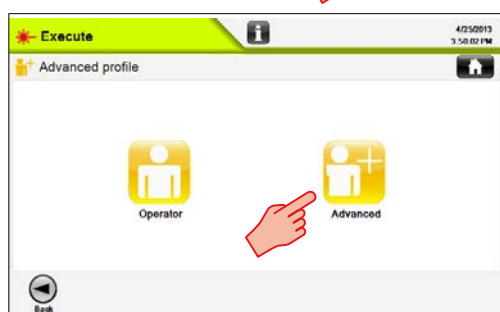 Execute
i
4/25/2013
3.50.02 PM
Advanced profile
Operator
Advanced
Back